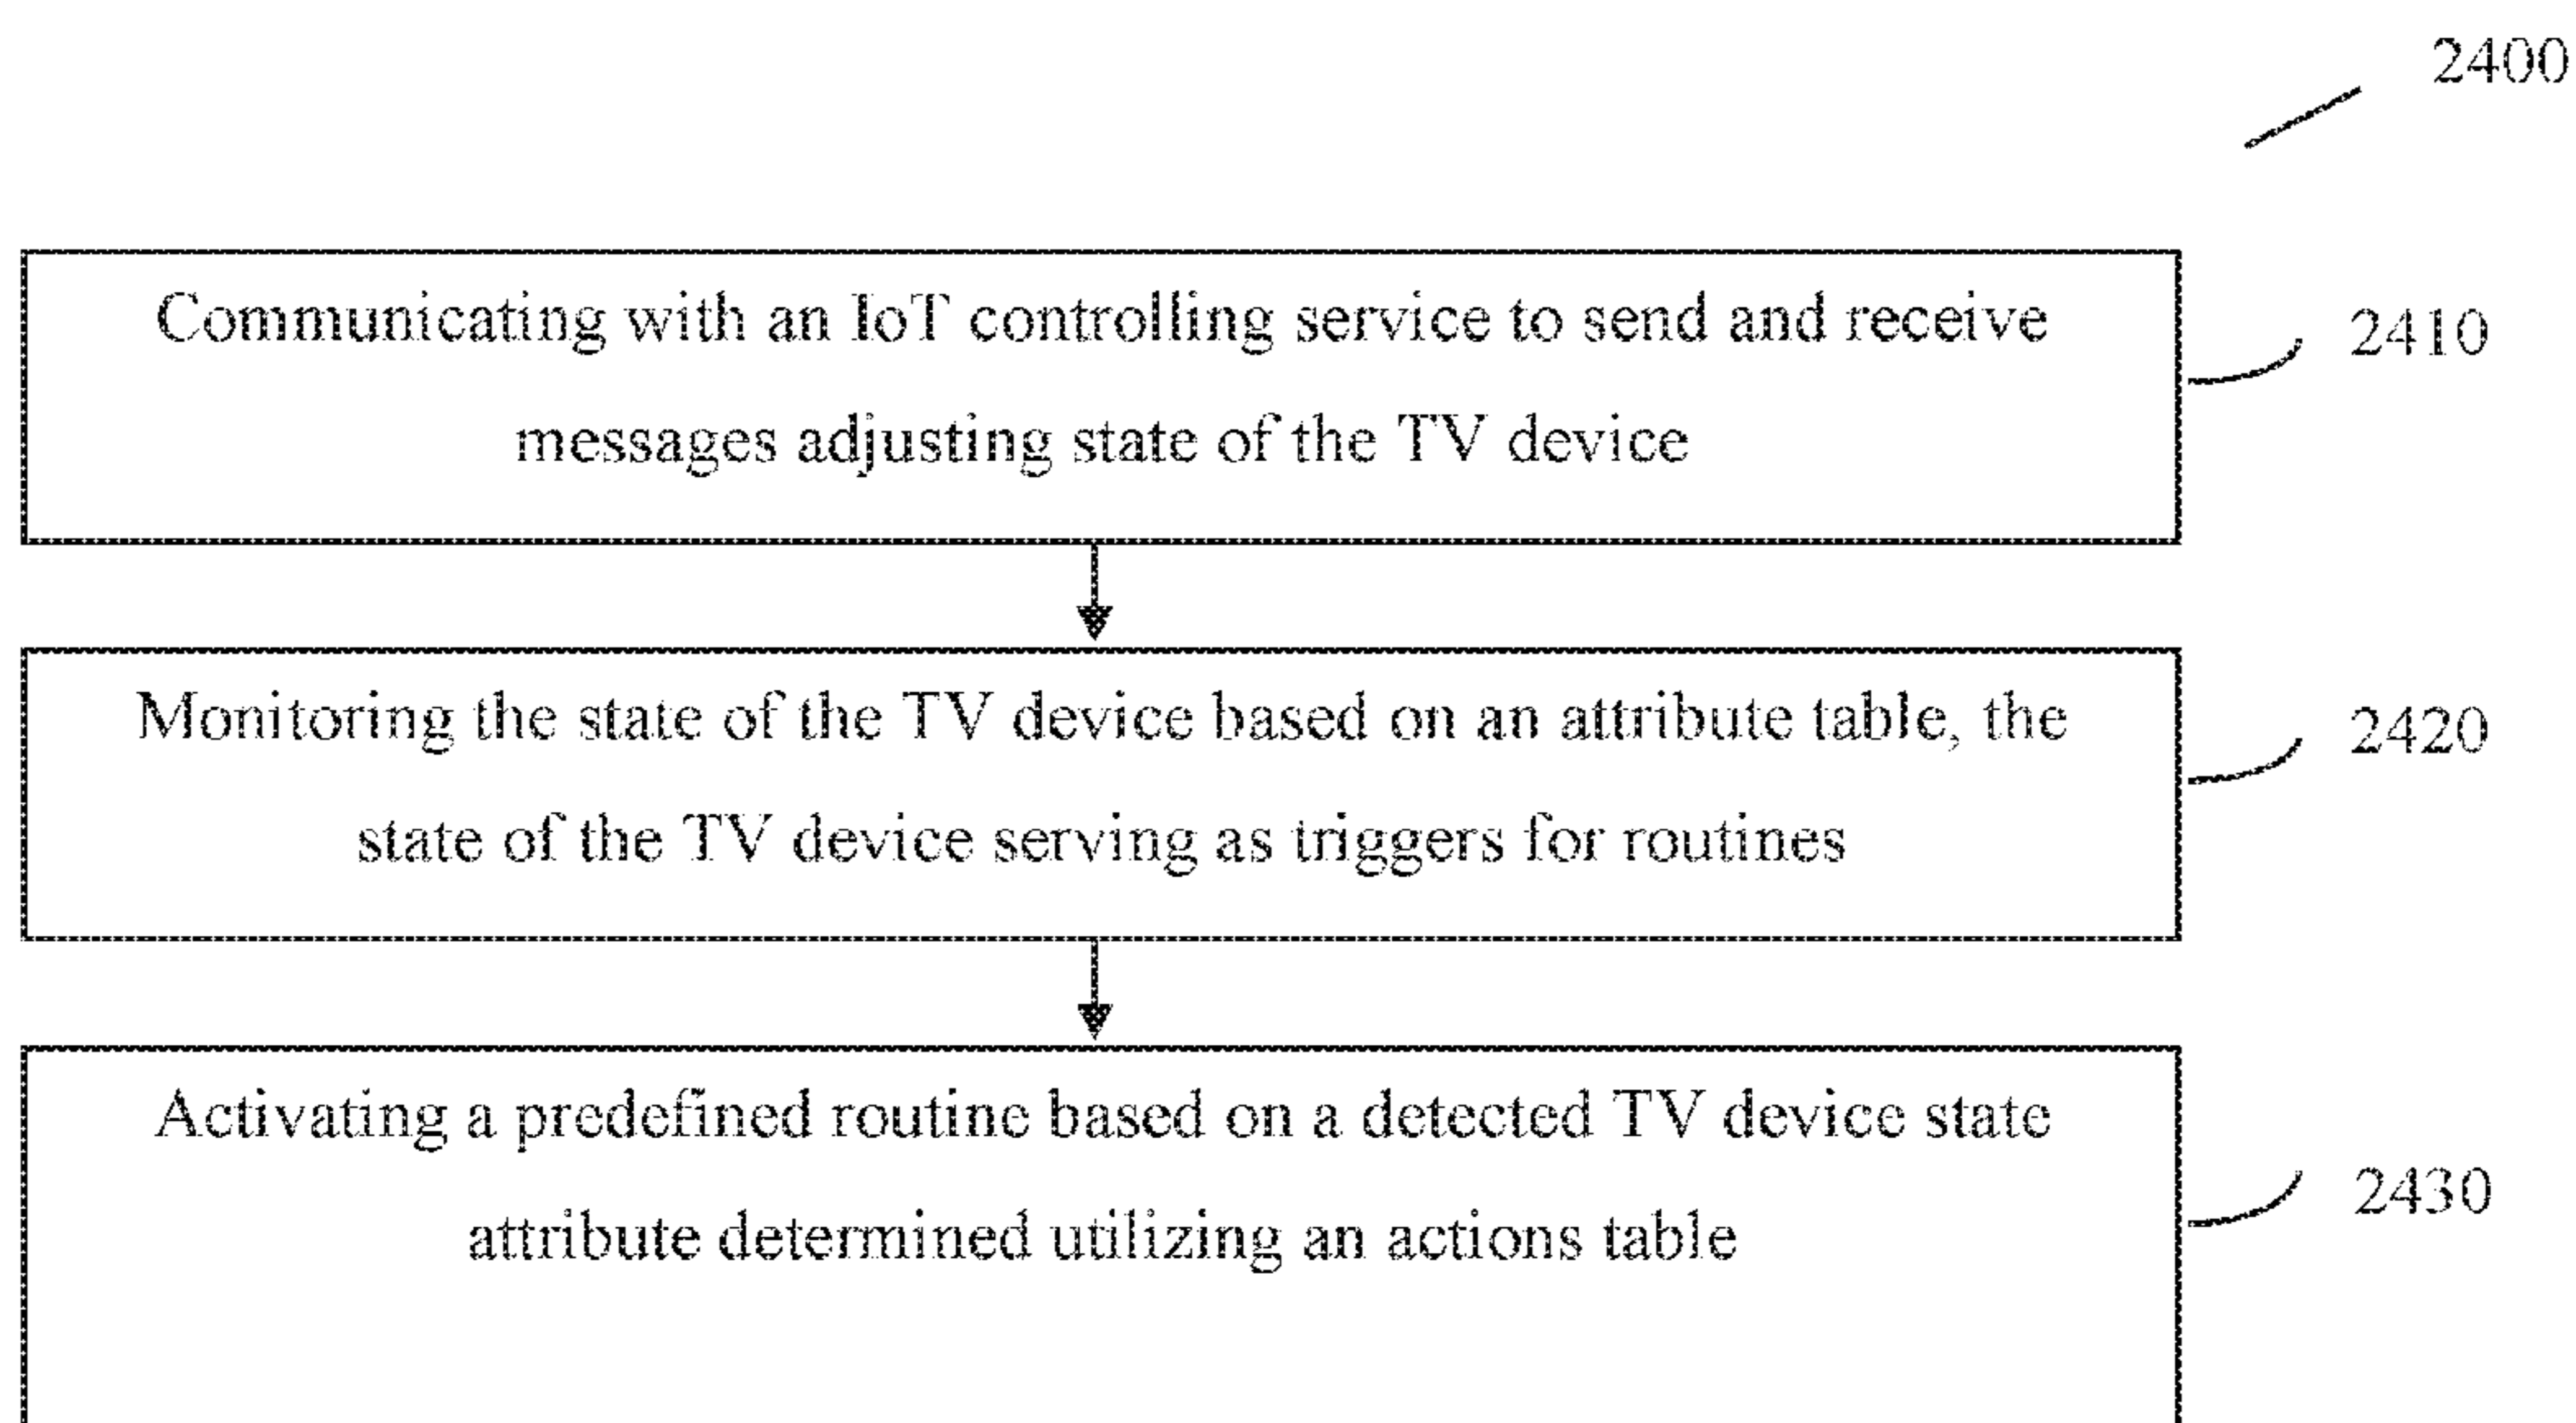 2400
Communicating with an IoT controlling service to send and receive
messages adjusting state of the TV device
2410
Monitoring the state of the TV device based on an attribute table, the
state of the TV device serving as triggers for routines
2420
Activating a predefined routine based on a detected TV device state
attribute determined utilizing an actions table
2430